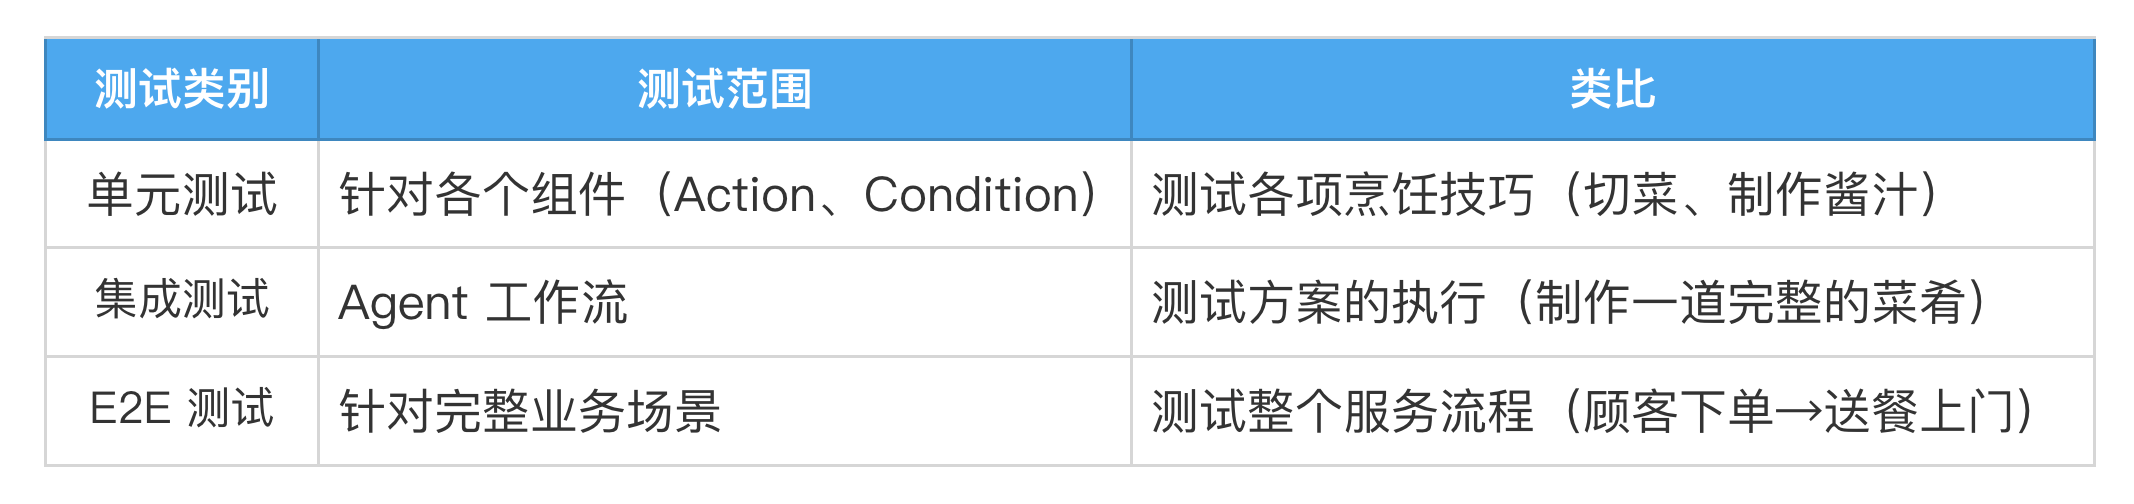 测试类别 测试范围 类比
单元测试 针对各个组件（Action、Condition） 测试各项烹饪技巧（切菜、制作酱汁）
集成测试 Agent 工作流 测试方案的执行（制作一道完整的菜肴）
E2E 测试 针对完整业务场景 测试整个服务流程（顾客下单→送餐上门）